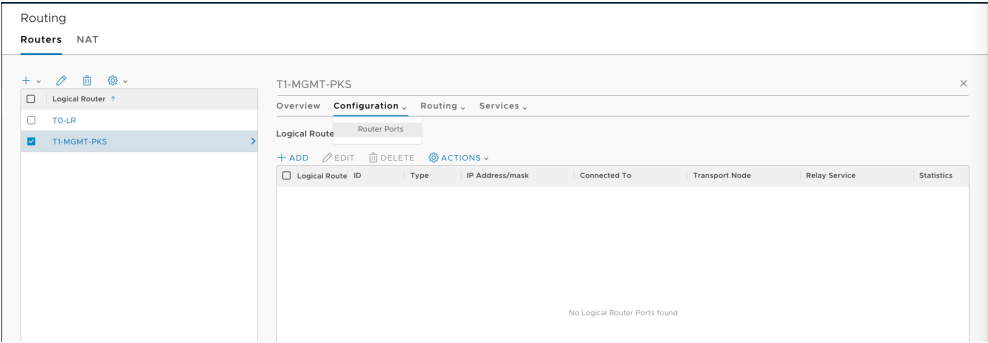 Routing
Routers NAT
Logical Router
T0-LR
T1-MGMT-PKS
T1-MGMT-PKS
Overview Configuration Routing Services
Router Ports
Logical Route
+ ADD EDIT DELETE ACTIONS
Logical Route ID Type IP Address/mask Connected To Transport Node Relay Service Statistics
No Logical Router Ports found